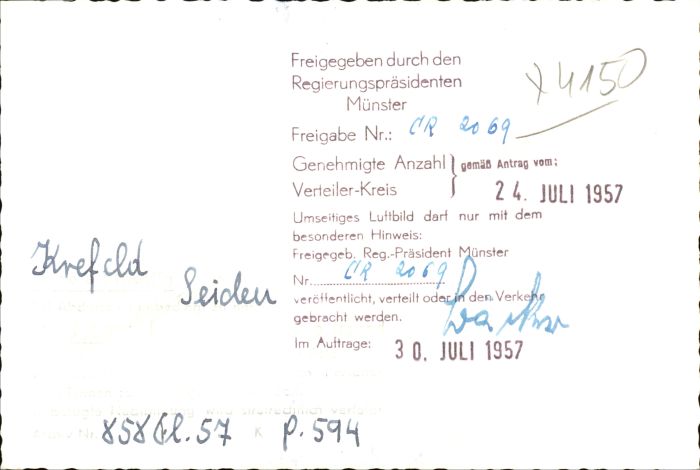 Freigegeben durch den
Regierungspräsidenten
Münster
4150
Freigabe Nr.: CR 2069
Genehmigte Anzahl } gemäß Antrag vom:
Verteiler-Kreis 24. JULI 1957
Umseitiges Luftbild darf nur mit dem
besonderen Hinweis:
Freigegeb. Reg.-Präsident Münster
Nr. CR 2069
veröffentlicht, verteilt oder in den Verkehr
gebracht werden.
Im Auftrage: 30. JULI 1957
Krefeld
Seiden
858 57 K p.594